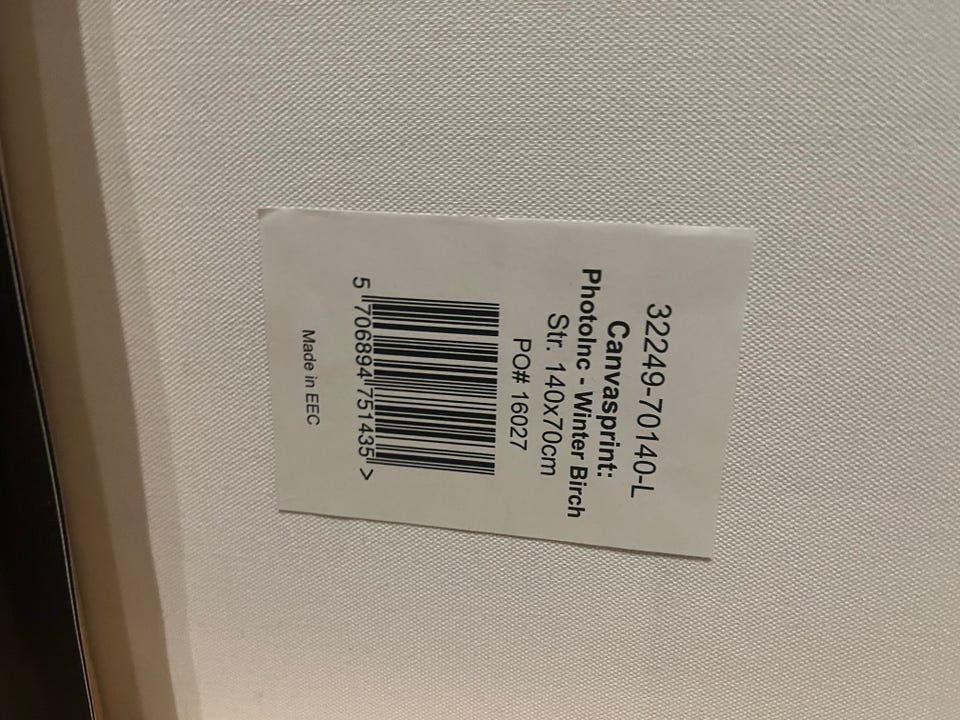 32249-70140-L
Canvasprint:
PhotoInc - Winter Birch
Str. 140x70cm
PO# 16027
5 706894 751435 >
Made in EEC